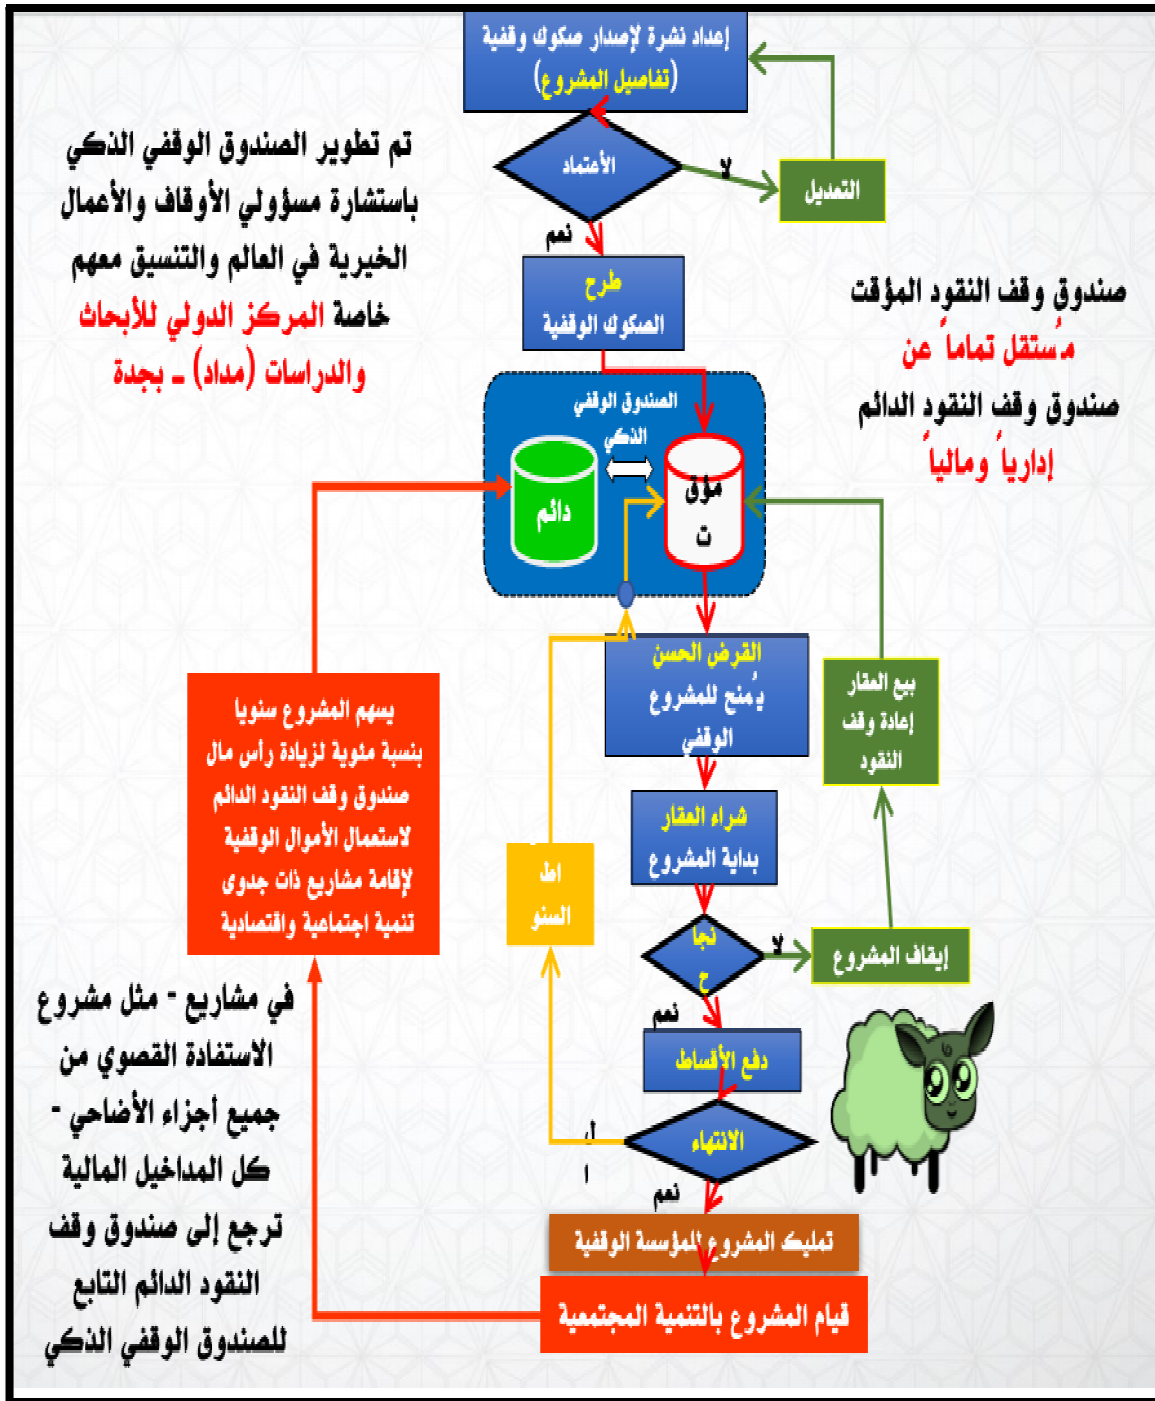 إعداد نشرة لإصدار صكوك وقفية
(تفاصيل المشروع)
الأعتماد
لا
التعديل
نعم
طرح
الصكوك الوقفية
تم تطوير الصندوق الوقفي الذكي
باستشارة مسؤولي الأوقاف والأعمال
الخيرية في العالم والتنسيق معهم
خاصة المركز الدولي للأبحاث
والدراسات (مداد) – بجدة
صندوق وقف النقود المؤقت
مُستقل تماماً عن
صندوق وقف النقود الدائم
إدارياً ومالياً
الصندوق الوقفي
الذكي
دائم
مؤق
ت
القرض الحسن
يُمنح للمشروع
الوقفي
بيع العقار
إعادة وقف
النقود
يسهم المشروع سنويا
بنسبة مئوية لزيادة رأس مال
صندوق وقف النقود الدائم
لاستعمال الأموال الوقفية
لإقامة مشاريع ذات جدوى
تنمية اجتماعية واقتصادية
شراء العقار
بداية المشروع
اط
السنو
نجا
ح
لا
إيقاف المشروع
نعم
دفع الأقساط
الانتهاء
ل
ا
نعم
تمليك المشروع للمؤسسة الوقفية
قيام المشروع بالتنمية المجتمعية
في مشاريع - مثل مشروع
الاستفادة القصوي من
جميع أجزاء الأضاحي -
كل المداخيل المالية
ترجع إلى صندوق وقف
النقود الدائم التابع
للصندوق الوقفي الذكي